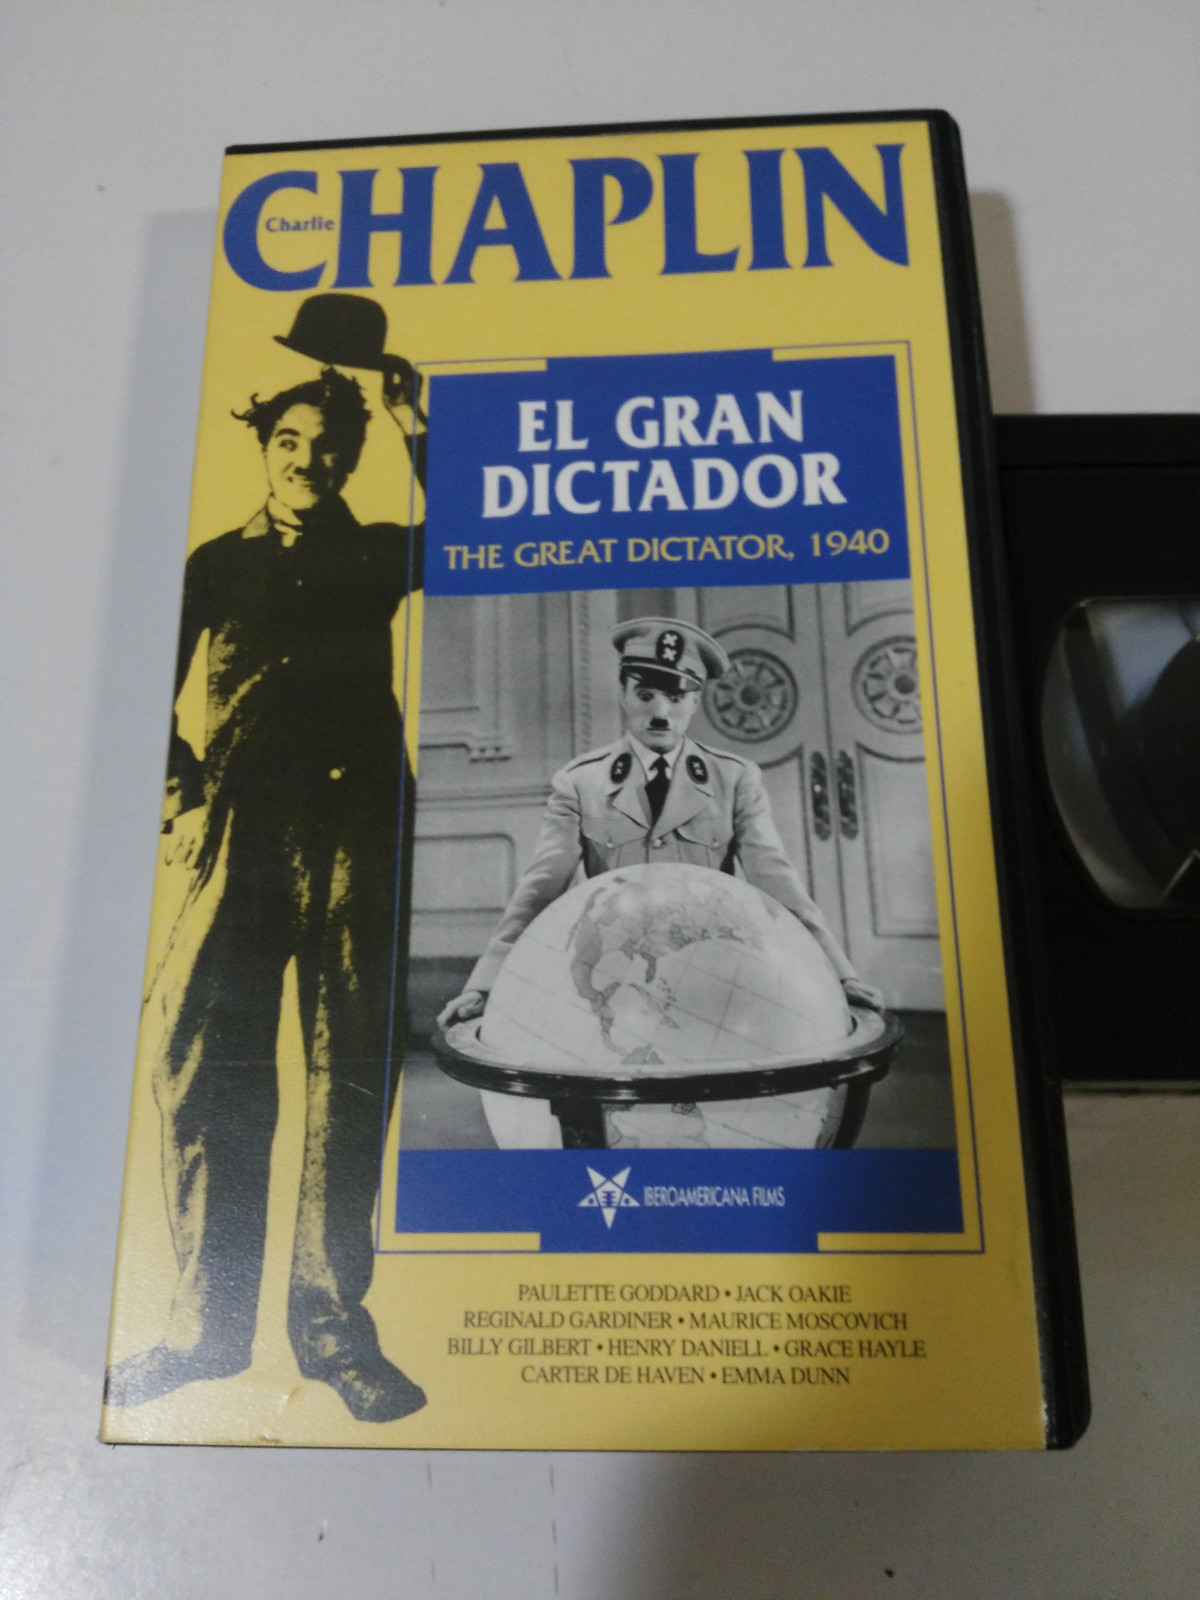 Charlie CHAPLIN
EL GRAN
DICTADOR
THE GREAT DICTATOR, 1940
IBEROAMERICANA FILMS
PAULETTE GODDARD • JACK OAKIE
REGINALD GARDINER • MAURICE MOSCOVICH
BILLY GILBERT • HENRY DANIELL • GRACE HAYLE
CARTER DE HAVEN • EMMA DUNN